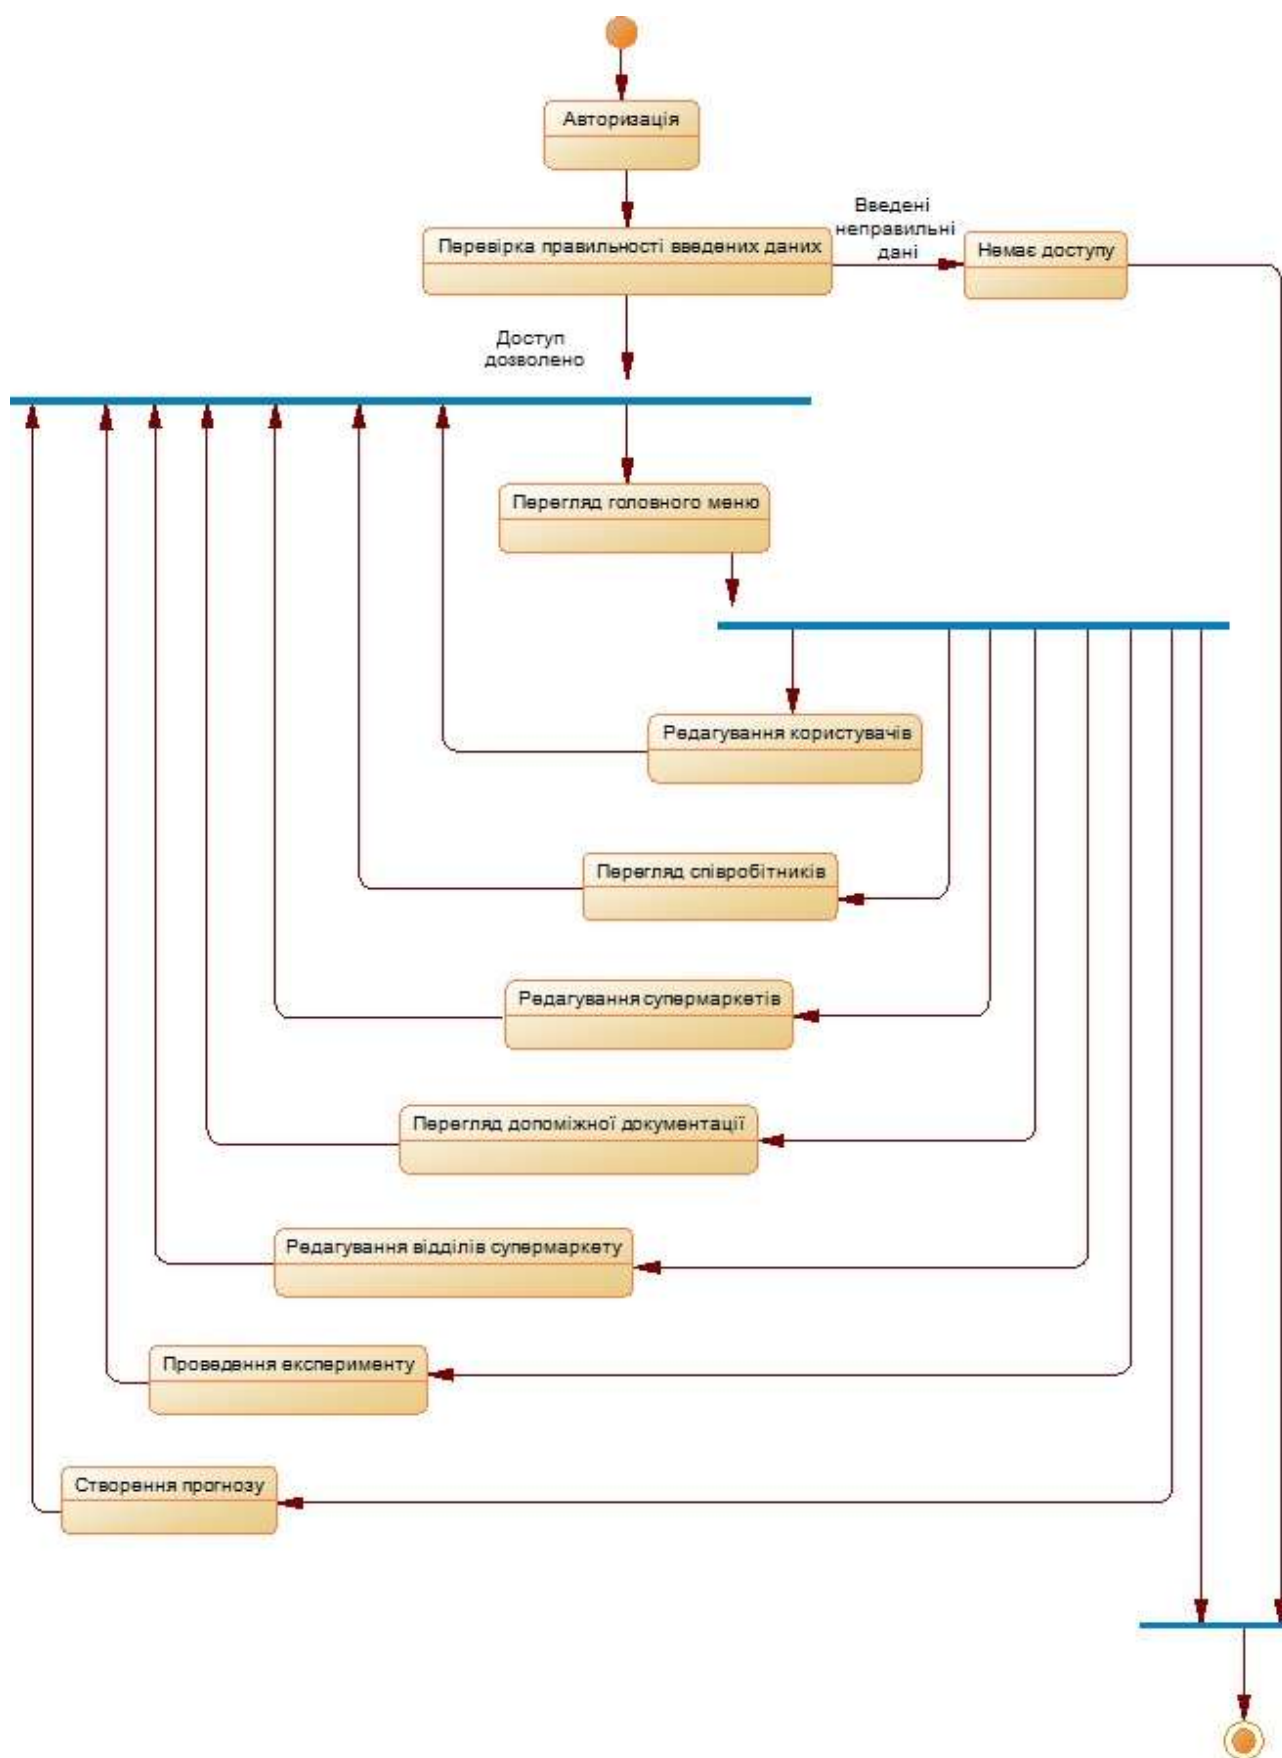 Авторизація
Введені
неправильні
дані
Перевірка правильності введених даних
Немає доступу
Доступ
дозволено
Перегляд головного меню
Редагування користувачів
Перегляд співробітників
Редагування супермаркетів
Перегляд допоміжної документації
Редагування відділів супермаркету
Проведення експерименту
Створення прогнозу